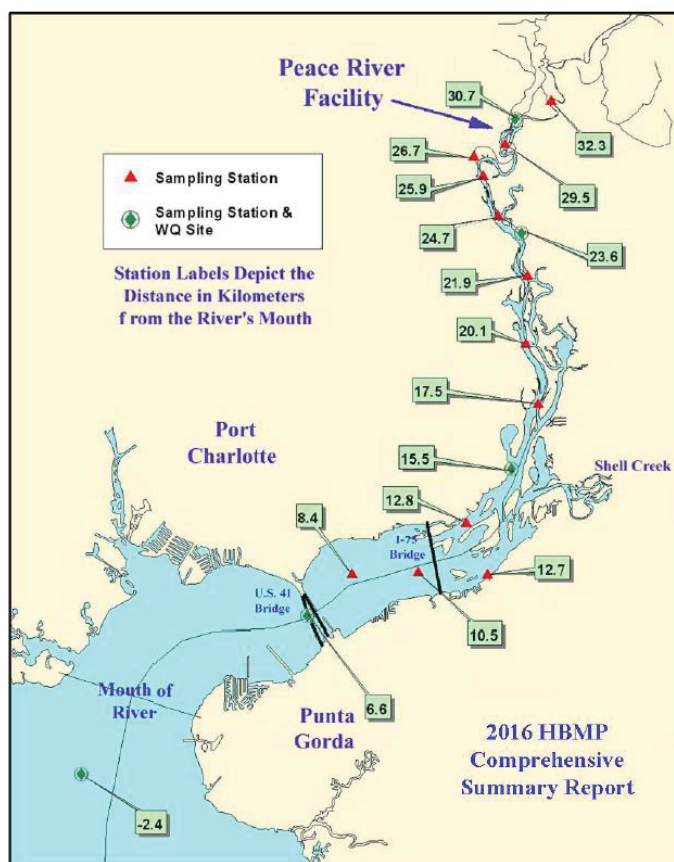 Peace River
Facility
30.7
32.3
26.7
29.5
25.9
Sampling Station
Sampling Station &
WQ Site
24.7
23.6
Station Labels Depict the
Distance in Kilometers
f rom the River's Mouth
21.9
20.1
17.5
Port
Charlotte
15.5
Shell Creek
12.8
8.4
I-75
Bridge
12.7
U.S. 41
Bridge
10.5
Mouth of
River
6.6
Punta
Gorda
2016 HBMP
Comprehensive
Summary Report
-2.4